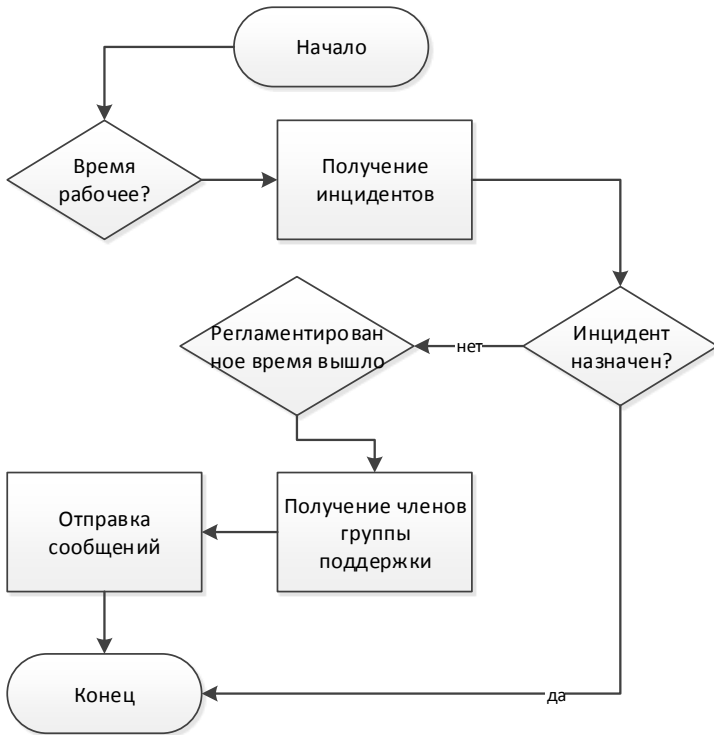 Начало
Время
рабочее?
Получение
инцидентов
Регламентирован
ное время вышло
нет
Инцидент
назначен?
Отправка
сообщений
Получение членов
группы
поддержки
Конец
да